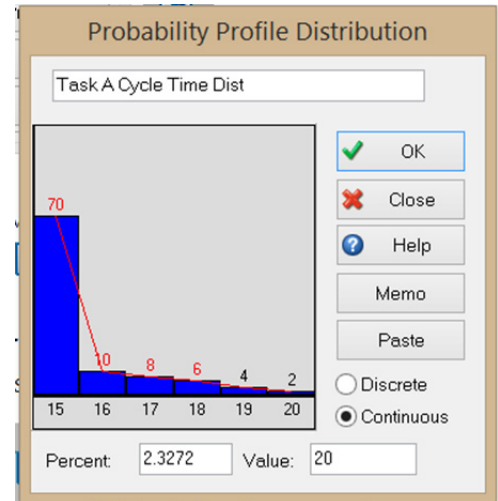 Probability Profile Distribution
Task A Cycle Time Dist
OK
Close
Help
Memo
Paste
Discrete
Continuous
70
10
8
6
4
2
15 16 17 18 19 20
Percent: 2.3272 Value: 20